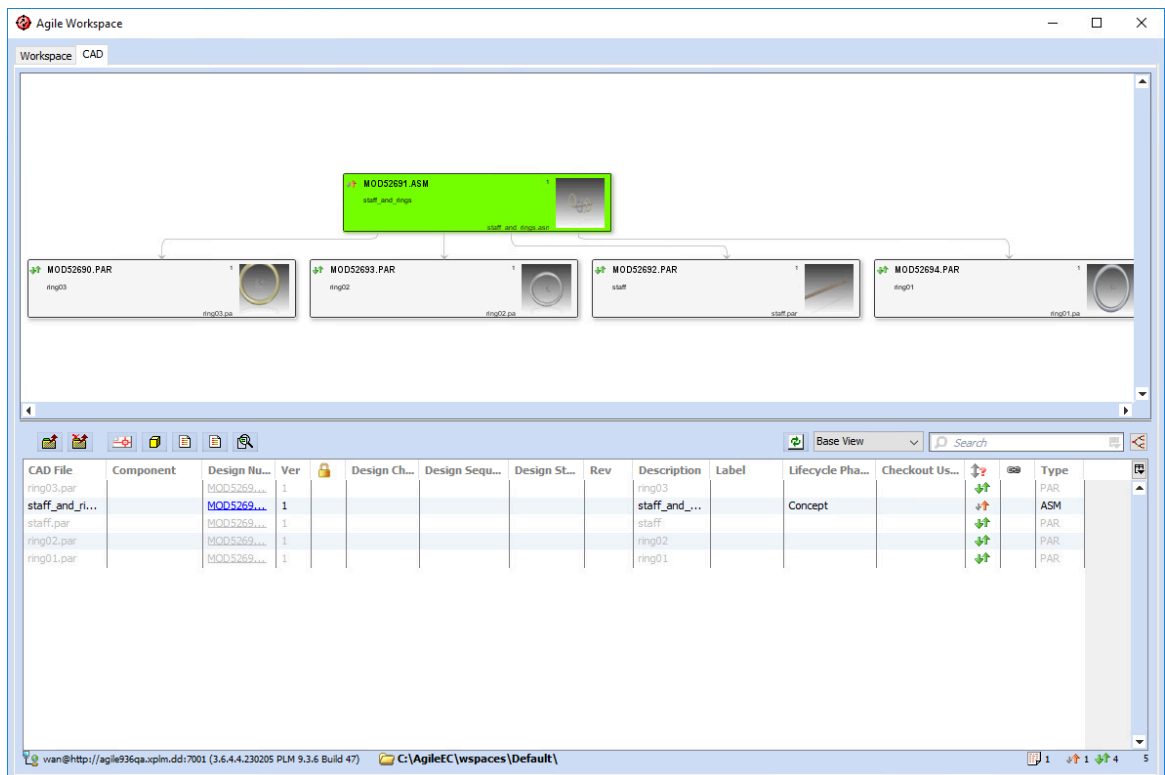 Agile Workspace
Workspace CAD
MOD52691.ASM 1
staff_and_rings
staff_and_rings.asn
MOD52690.PAR 1
ring03
ring03.pa
MOD52693.PAR 1
ring02
ring02.pa
MOD52692.PAR 1
staff
staff.par
MOD52694.PAR 1
ring01
ring01.pa
Base View Search
CAD File Component Design Nu... Ver Design Ch... Design Sequ... Design St... Rev Description Label Lifecycle Pha... Checkout Us... Type
ring03.par MOD5269... 1 ring03 PAR
staff_and_ri... MOD5269... 1 staff_and_... Concept ASM
staff.par MOD5269... 1 staff PAR
ring02.par MOD5269... 1 ring02 PAR
ring01.par MOD5269... 1 ring01 PAR
wan@http://agile936qa.xplm.dd:7001 (3.6.4.4.230205 PLM 9.3.6 Build 47) C:\AgileEC\wspaces\Default\ 1 1 4 5